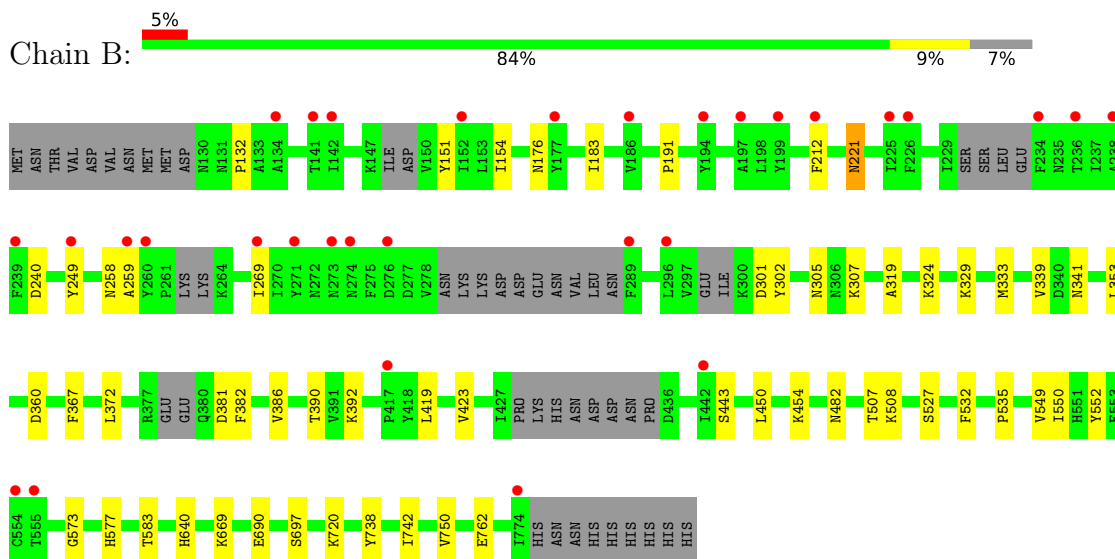 5%
Chain B:
84% 9% 7%
MET ASN THR VAL ASP VAL ASN MET MET ASP N130 N131 P132 A133 A134 T141 I142 K147 ILE ASP V150 Y151 I152 L153 I154 N176 Y177 I183 V186 P191 Y194 A197 L198 Y199 F212 N221 I225 F226 I229 SER SER LEU GLU F234 N235 T236 I237 A238
F239 D240 Y249 N258 A259 Y260 P261 LYS LYS K264 I269 I270 Y271 N272 N273 N274 F275 D276 D277 V278 ASN LYS LYS ASP ASP GLU ASN VAL LEU ASN F289 L296 V297 GLU ILE K300 D301 Y302 N305 N306 K307 A319 K324 K329 M333 V339 D340 N341 L353
D360 F367 L372 R377 GLU GLU Q380 D381 F382 V386 T390 V391 K392 P417 Y418 L419 V423 I427 PRO LYS HIS ASN ASP ASP ASN PRO D436 I442 S443 L450 K454 N482 T507 K508 S527 F532 P535 V549 I550 H551 Y552 E553
C554 T555 G573 H577 T583 H640 K669 E690 S697 K720 Y738 I742 V750 E762 I774 HIS ASN ASN HIS HIS HIS HIS HIS HIS